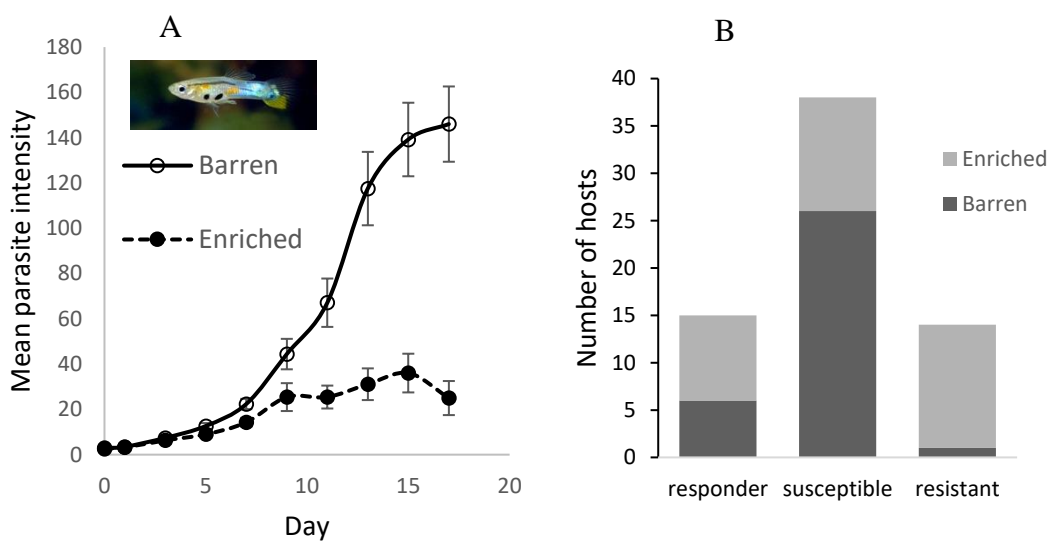 A
180
160
140
120
100
80
60
40
20
0
Mean parasite intensity
Barren
Enriched
0 5 10 15 20
Day
B
40
35
30
25
20
15
10
5
0
Number of hosts
Enriched
Barren
responder susceptible resistant